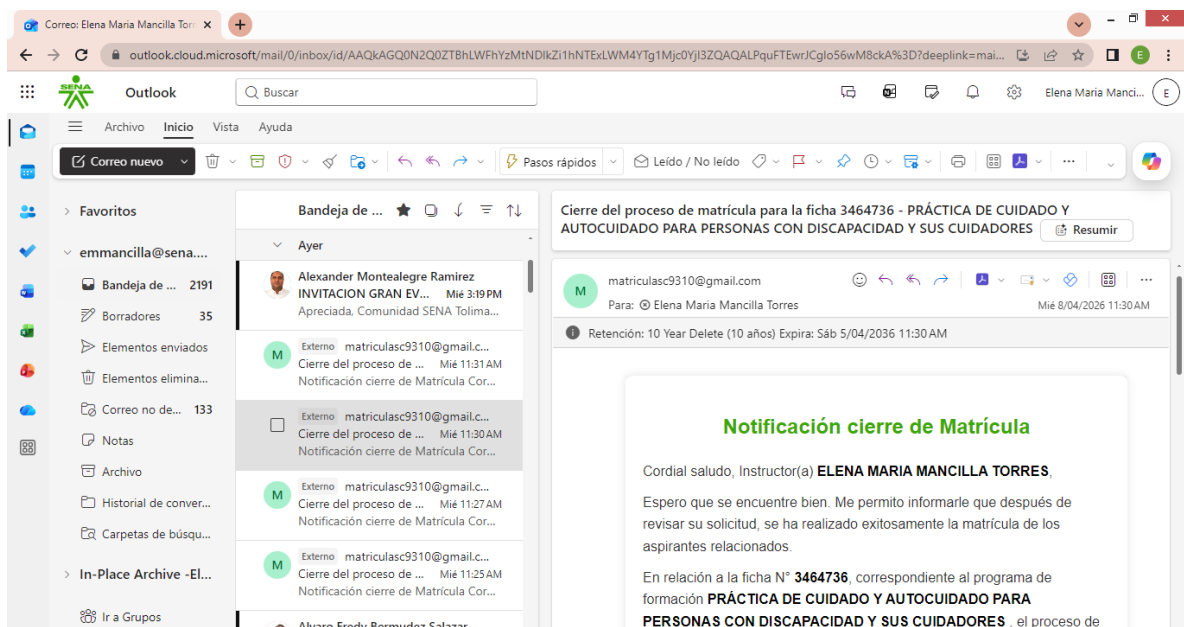 Correo: Elena Maria Mancilla Torr
outlook.cloud.microsoft/mail/0/inbox/id/AAQkAGQ0N2Q0ZTBhLWFhYzMtNDlkZi1hNTExLWM4YTg1Mjc0YjI3ZQAQALPquFTEwrJCgIo56wM8ckA%3D?deeplink=mai...
E
SENA
Outlook
Buscar
Elena Maria Manci...
E
Archivo
Inicio
Vista
Ayuda
Correo nuevo
Pasos rápidos
Leído / No leído
Favoritos
emmancilla@sena....
Bandeja de ... 2191
Borradores 35
Elementos enviados
Elementos elimina...
Correo no de... 133
Notas
Archivo
Historial de conver...
Carpetas de búsqu...
In-Place Archive -El...
Ir a Grupos
Bandeja de ...
Ayer
Alexander Montealegre Ramirez
INVITACION GRAN EV... Mié 3:19 PM
Apreciada, Comunidad SENA Tolima...
M
Externo matriculasc9310@gmail.c...
Cierre del proceso de ... Mié 11:31 AM
Notificación cierre de Matrícula Cor...
Externo matriculasc9310@gmail.c...
Cierre del proceso de ... Mié 11:30 AM
Notificación cierre de Matrícula Cor...
M
Externo matriculasc9310@gmail.c...
Cierre del proceso de ... Mié 11:27 AM
Notificación cierre de Matrícula Cor...
M
Externo matriculasc9310@gmail.c...
Cierre del proceso de ... Mié 11:25 AM
Notificación cierre de Matrícula Cor...
Alvaro Fredy Bermudez Salazar
Cierre del proceso de matrícula para la ficha 3464736 - PRÁCTICA DE CUIDADO Y
AUTOCUIDADO PARA PERSONAS CON DISCAPACIDAD Y SUS CUIDADORES
Resumir
M
matriculasc9310@gmail.com
Para: Elena Maria Mancilla Torres
Mié 8/04/2026 11:30 AM
Retención: 10 Year Delete (10 años) Expira: Sáb 5/04/2036 11:30 AM
Notificación cierre de Matrícula
Cordial saludo, Instructor(a) ELENA MARIA MANCILLA TORRES,
Espero que se encuentre bien. Me permito informarle que después de
revisar su solicitud, se ha realizado exitosamente la matrícula de los
aspirantes relacionados.
En relación a la ficha N° 3464736, correspondiente al programa de
formación PRÁCTICA DE CUIDADO Y AUTOCUIDADO PARA
PERSONAS CON DISCAPACIDAD Y SUS CUIDADORES , el proceso de